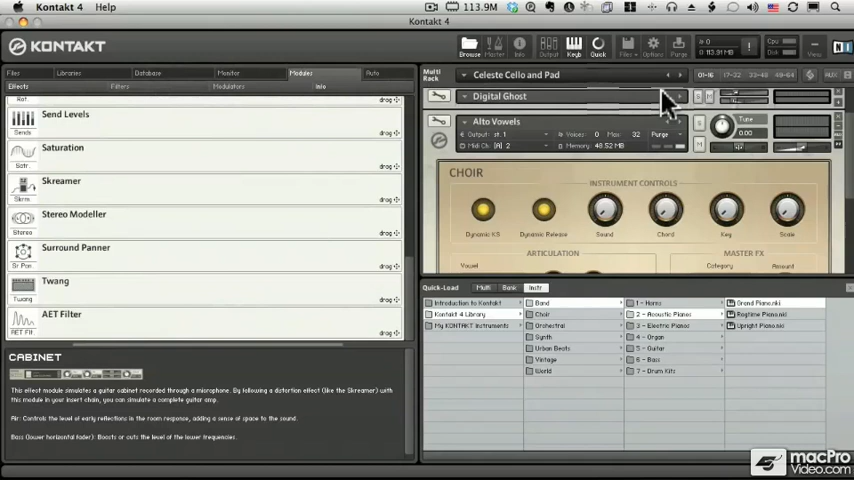 Kontakt 4 File Help
113.9M
Kontakt 4
KONTAKT
Browse Master Info Output Keb Quick Files Options Purge View
0
113.91 MB
Cpu
Disk
Files Libraries Database Monitor Modules Auto
Effects Filters Modulators Info
Multi
Rack
Celeste Cello and Pad
01-16 17-32 33-48 49-64 AUX
Rot. drag
Send Levels
Sends drag
Saturation
Satr. drag
Skreamer
Skrm drag
Stereo Modeller
Stereo drag
Surround Panner
Sr Pan. drag
Twang
Twang drag
AET Filter
AET Filt. drag
Digital Ghost
S M
Alto Vowels
Output: st. 1 Voices: 0 Max: 32 Purge
Midi Ch: [A] 2 Memory: 48.52 MB
S
M
Tune
0.00
CHOIR
INSTRUMENT CONTROLS
Dynamic KS Dynamic Release Sound Chord Key Scale
ARTICULATION MASTER FX
Vowel Category Amount
Quick-Load Multi Bank Instr
Introduction to Kontakt
Kontakt 4 Library
My KONTAKT Instruments
Band
Choir
Orchestral
Synth
Urban Beats
Vintage
World
1 - Horns
2 - Acoustic Pianos
3 - Electric Pianos
4 - Organ
5 - Guitar
6 - Bass
7 - Drum Kits
Grand Piano.nki
Ragtime Piano.nki
Upright Piano.nki
CABINET
This effect module simulates a guitar cabinet recorded through a microphone. By following a distortion effect (like the Skreamer) with
this module in your insert chain, you can simulate a complete guitar amp.
Air: Controls the level of early reflections in the room response, adding a sense of space to the sound.
Bass (lower horizontal fader): Boosts or cuts the level of the lower frequencies.
macPro
Video.com